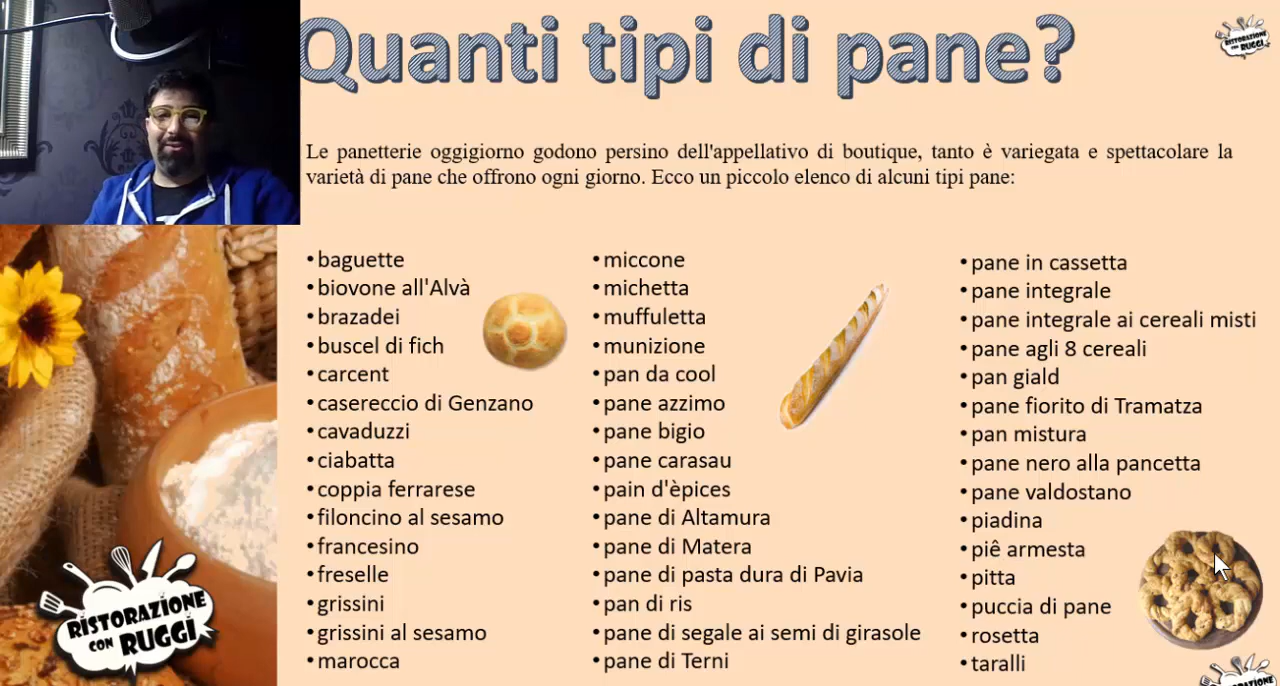 Quanti tipi di pane?
RISTORAZIONE
CON RUGGI
Le panetterie oggigiorno godono persino dell'appellativo di boutique, tanto è variegata e spettacolare la
varietà di pane che offrono ogni giorno. Ecco un piccolo elenco di alcuni tipi pane:
•baguette
•biovone all'Alvà
•brazadei
•buscel di fich
•carcent
•casereccio di Genzano
•cavaduzzi
•ciabatta
•coppia ferrarese
•filoncino al sesamo
•francesino
•freselle
•grissini
•grissini al sesamo
•marocca
•miccone
•michetta
•muffuletta
•munizione
•pan da cool
•pane azzimo
•pane bigio
•pane carasau
•pain d'èpices
•pane di Altamura
•pane di Matera
•pane di pasta dura di Pavia
•pan di ris
•pane di segale ai semi di girasole
•pane di Terni
•pane in cassetta
•pane integrale
•pane integrale ai cereali misti
•pane agli 8 cereali
•pan giald
•pane fiorito di Tramatza
•pan mistura
•pane nero alla pancetta
•pane valdostano
•piadina
•piê armesta
•pitta
•puccia di pane
•rosetta
•taralli
RISTORAZIONE
CON RUGGI